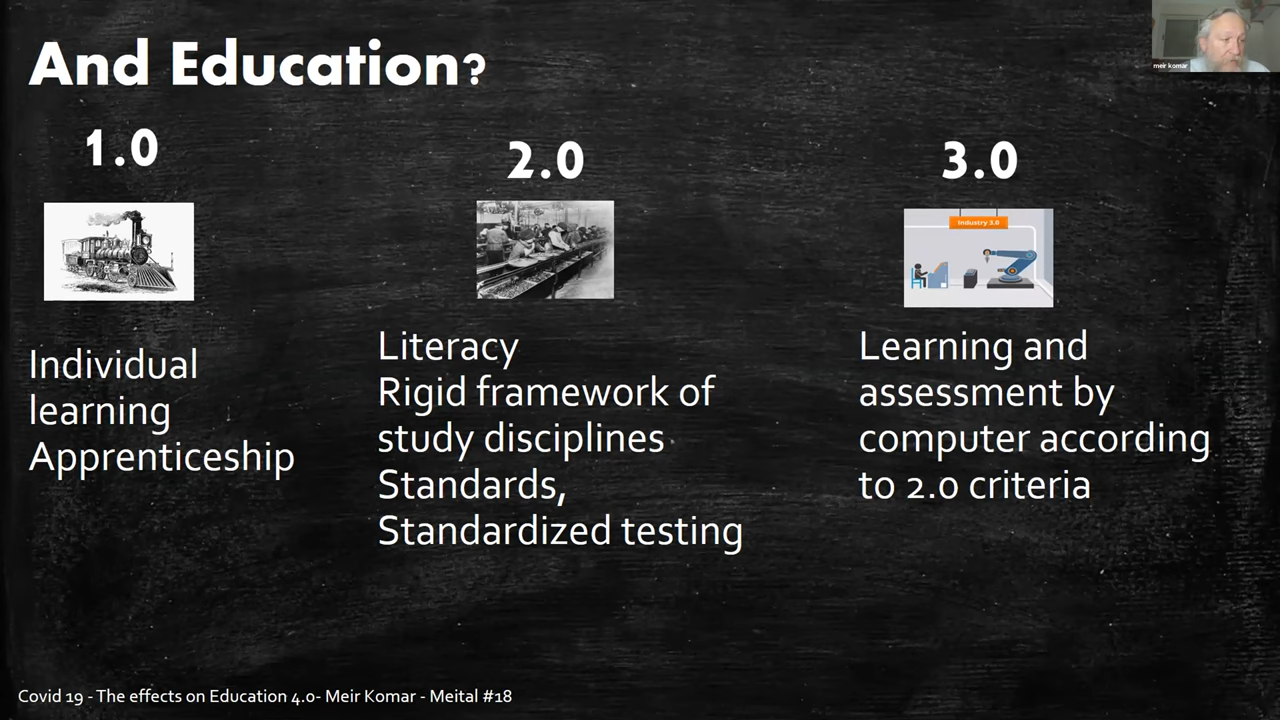 And Education?
meir komar
1.0
2.0
3.0
Industry 3.0
Individual
learning
Apprenticeship
Literacy
Rigid framework of
study disciplines
Standards,
Standardized testing
Learning and
assessment by
computer according
to 2.0 criteria
Covid 19 - The effects on Education 4.0- Meir Komar - Meital #18